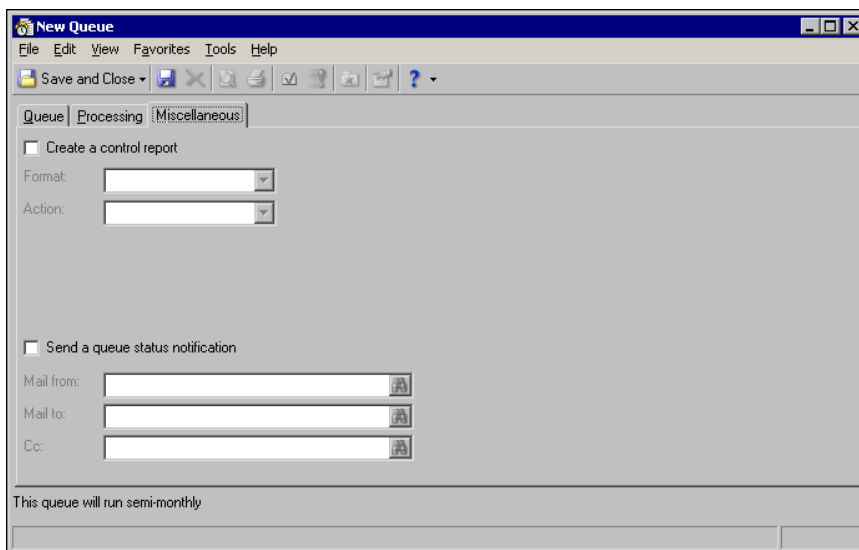 New Queue
File Edit View Favorites Tools Help
Save and Close
Queue Processing Miscellaneous
Create a control report
Format:
Action:
Send a queue status notification
Mail from:
Mail to:
Cc:
This queue will run semi-monthly